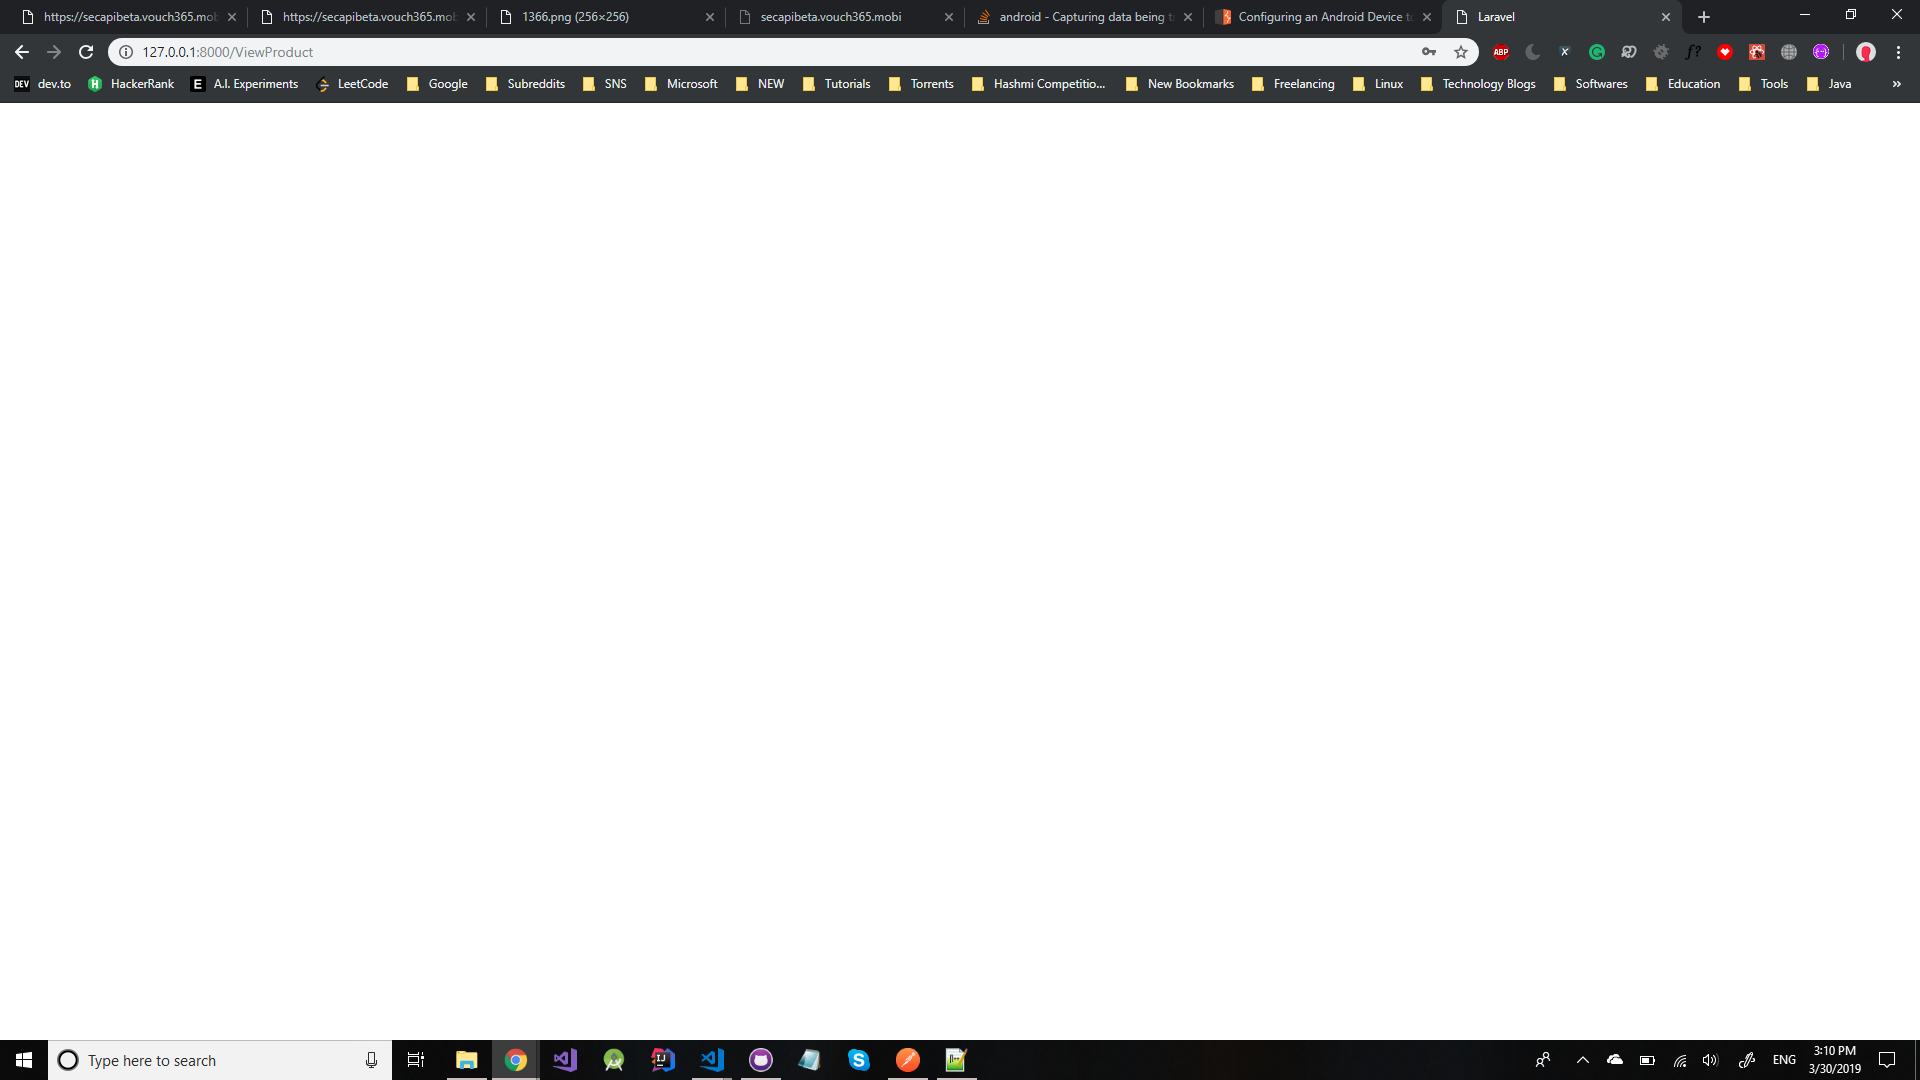 https://secapibeta.vouch365.mob
https://secapibeta.vouch365.mob
1366.png (256×256)
secapibeta.vouch365.mobi
android - Capturing data being t
Configuring an Android Device to
Laravel
127.0.0.1:8000/ViewProduct
ABP
DEV dev.to
HackerRank
E A.I. Experiments
LeetCode
Google
Subreddits
SNS
Microsoft
NEW
Tutorials
Torrents
Hashmi Competitio...
New Bookmarks
Freelancing
Linux
Technology Blogs
Softwares
Education
Tools
Java
»
Type here to search
ENG
3:10 PM
3/30/2019